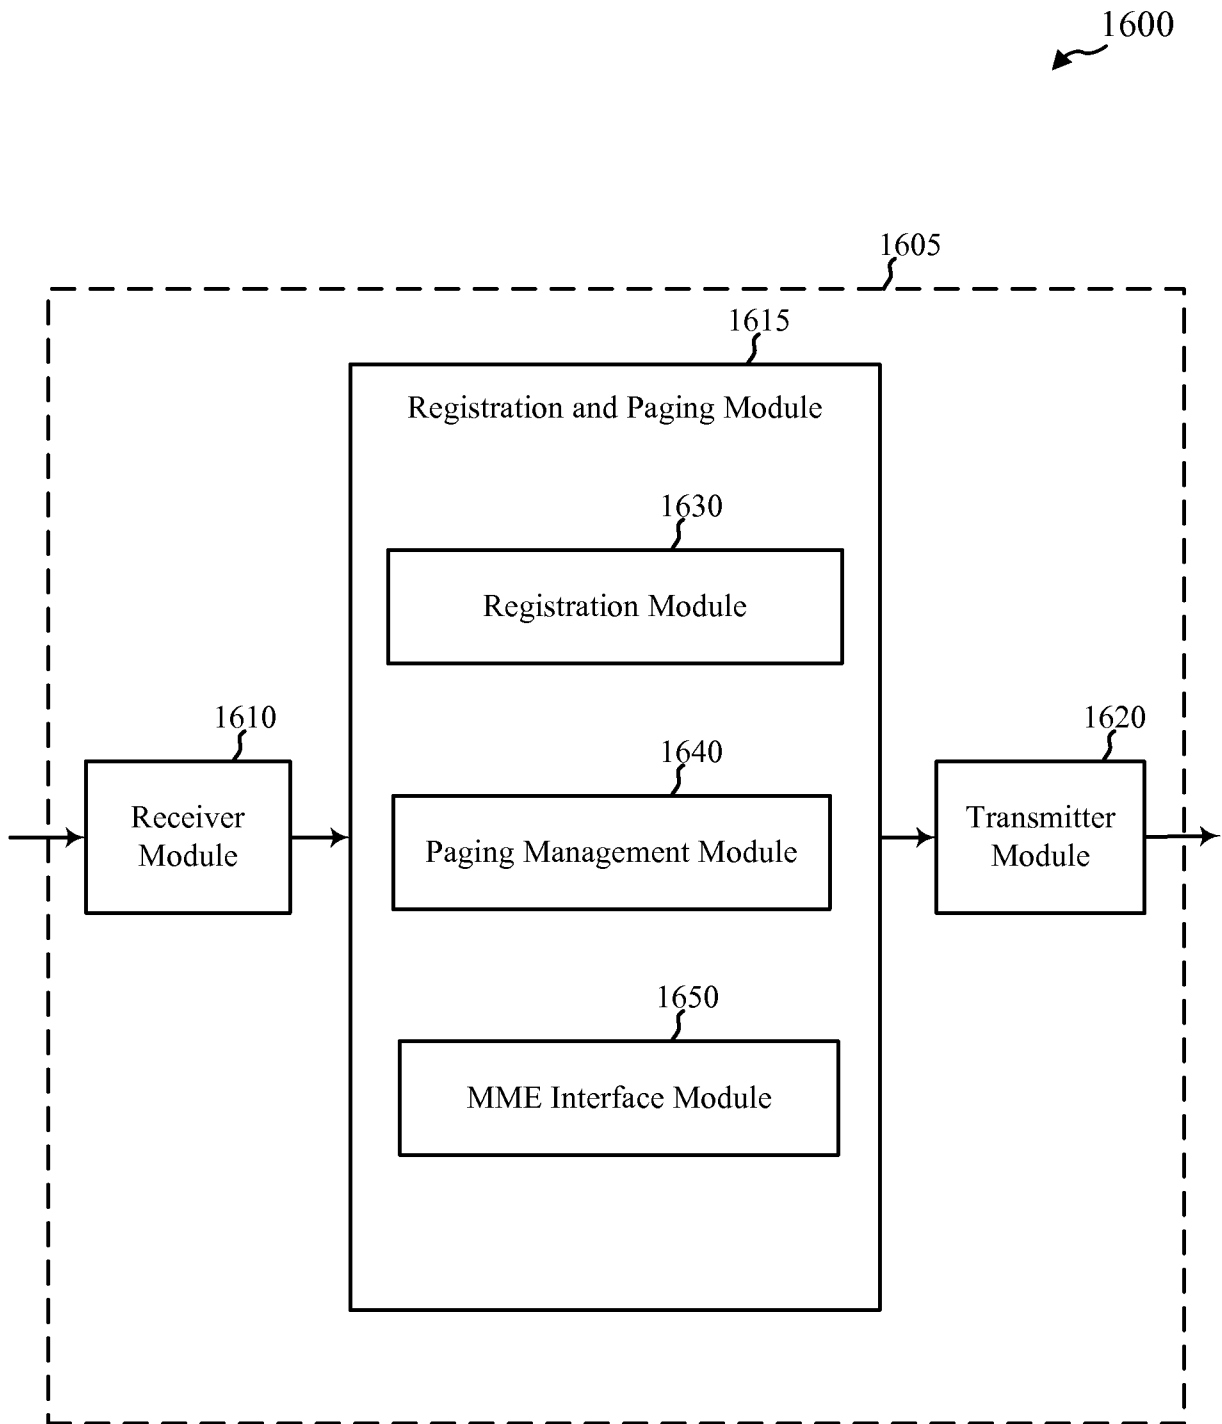 1600
1605
1615
Registration and Paging Module
1630
Registration Module
1610
Receiver
Module
1640
Paging Management Module
1620
Transmitter
Module
1650
MME Interface Module